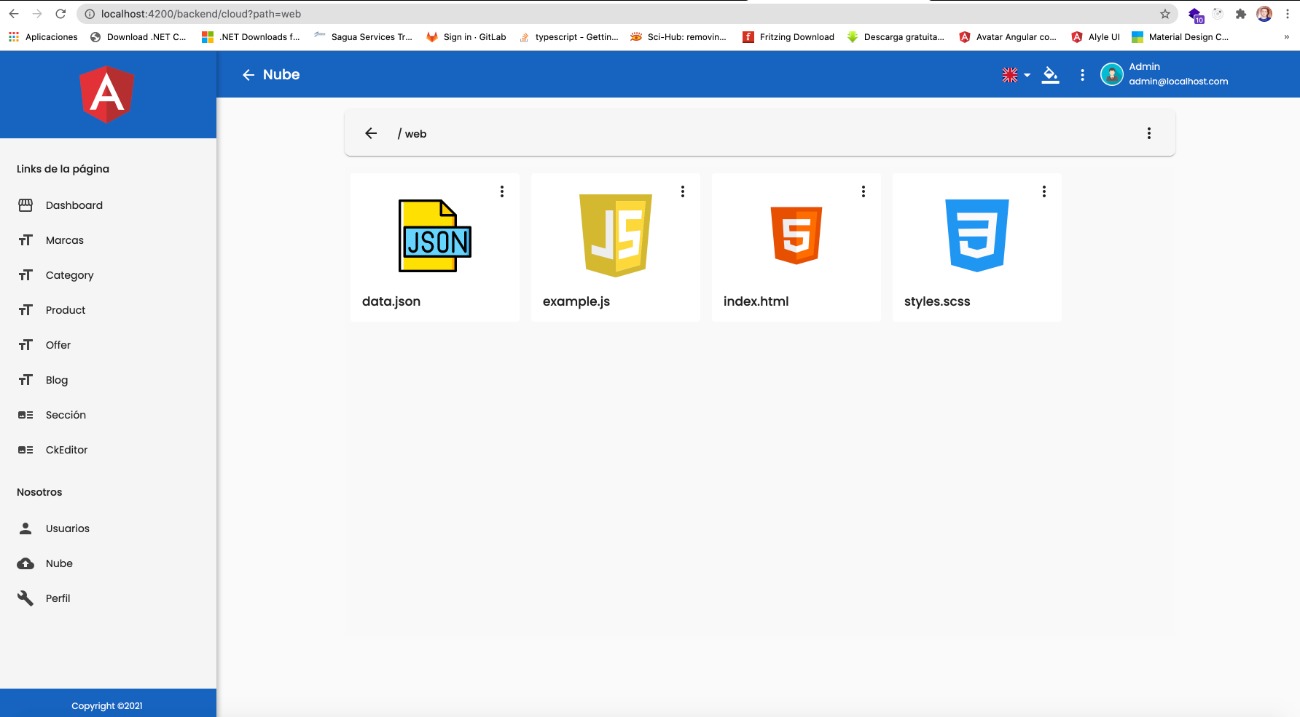 localhost:4200/backend/cloud?path=web
10
Aplicaciones
Download .NET C...
.NET Downloads f...
Sagua Services Tr...
Sign in · GitLab
typescript - Gettin...
Sci-Hub: removin...
Fritzing Download
Descarga gratuita...
Avatar Angular co...
Alyle UI
Material Design C...
»
A
Nube
Admin
admin@localhost.com
Links de la página
Dashboard
Marcas
Category
Product
Offer
Blog
Sección
CkEditor
Nosotros
Usuarios
Nube
Perfil
Copyright ©2021
/ web
JSON
data.json
JS
example.js
5
index.html
3
styles.scss